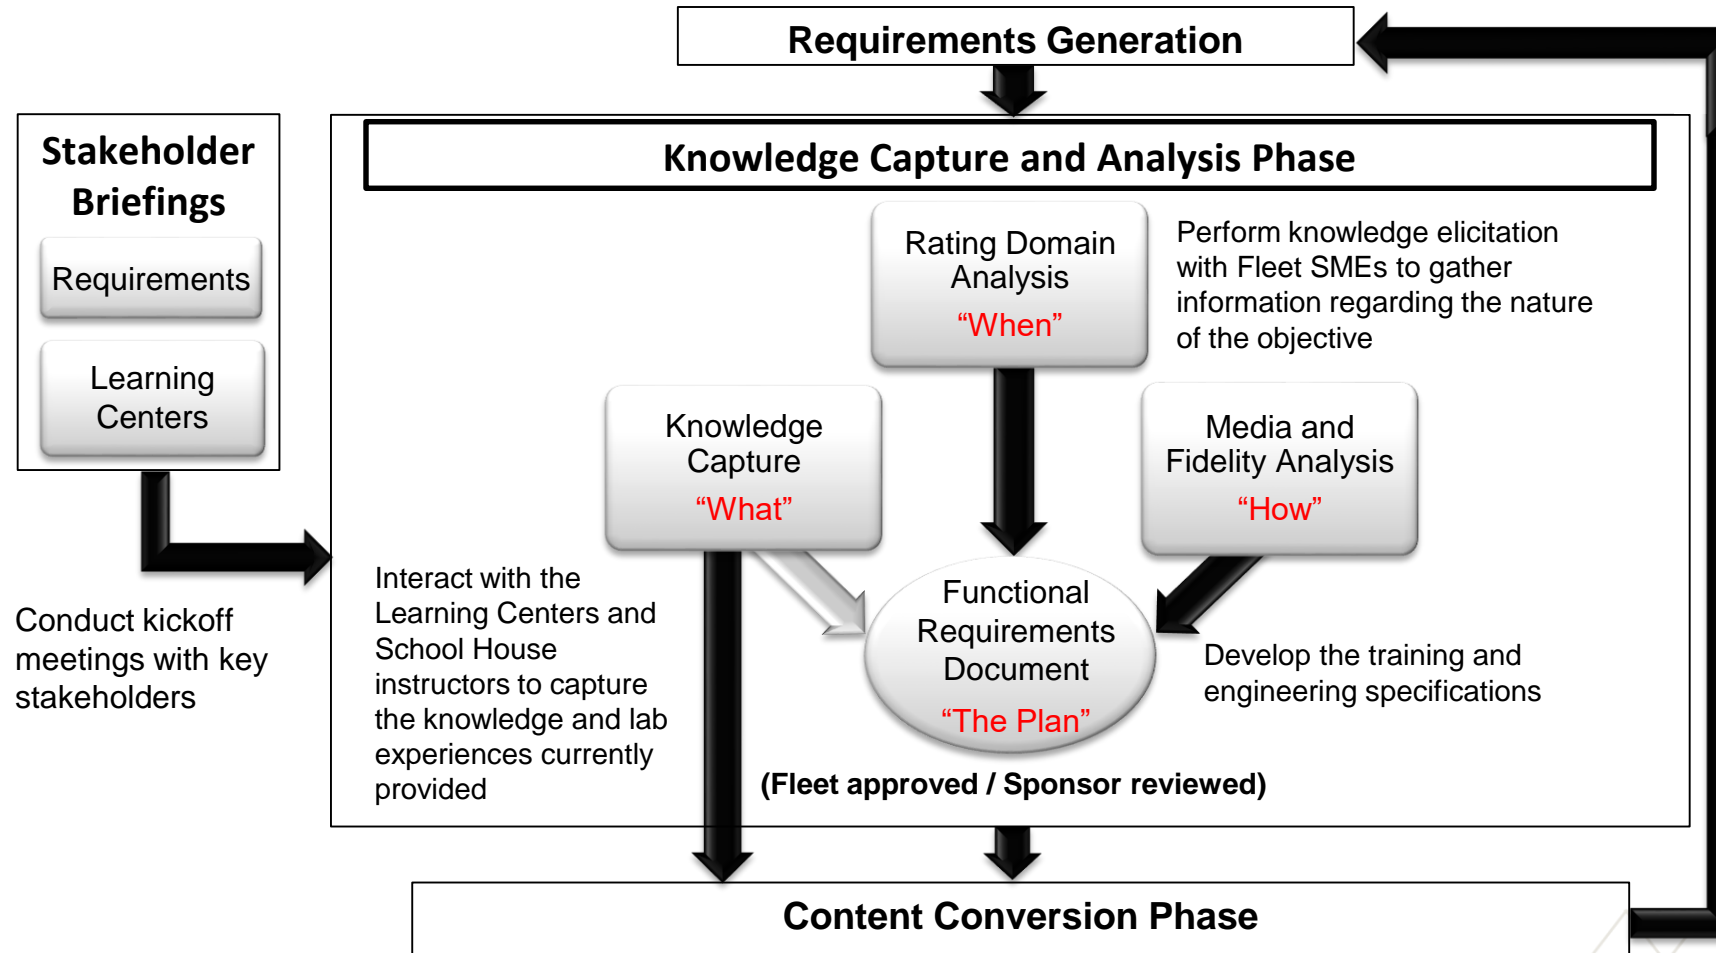 Requirements Generation
Stakeholder
Briefings
Requirements
Learning
Centers
Conduct kickoff
meetings with key
stakeholders
Knowledge Capture and Analysis Phase
Rating Domain
Analysis
“When”
Perform knowledge elicitation
with Fleet SMEs to gather
information regarding the nature
of the objective
Knowledge
Capture
“What”
Media and
Fidelity Analysis
“How”
Interact with the
Learning Centers and
School House
instructors to capture
the knowledge and lab
experiences currently
provided
Functional
Requirements
Document
“The Plan”
Develop the training and
engineering specifications
(Fleet approved / Sponsor reviewed)
Content Conversion Phase